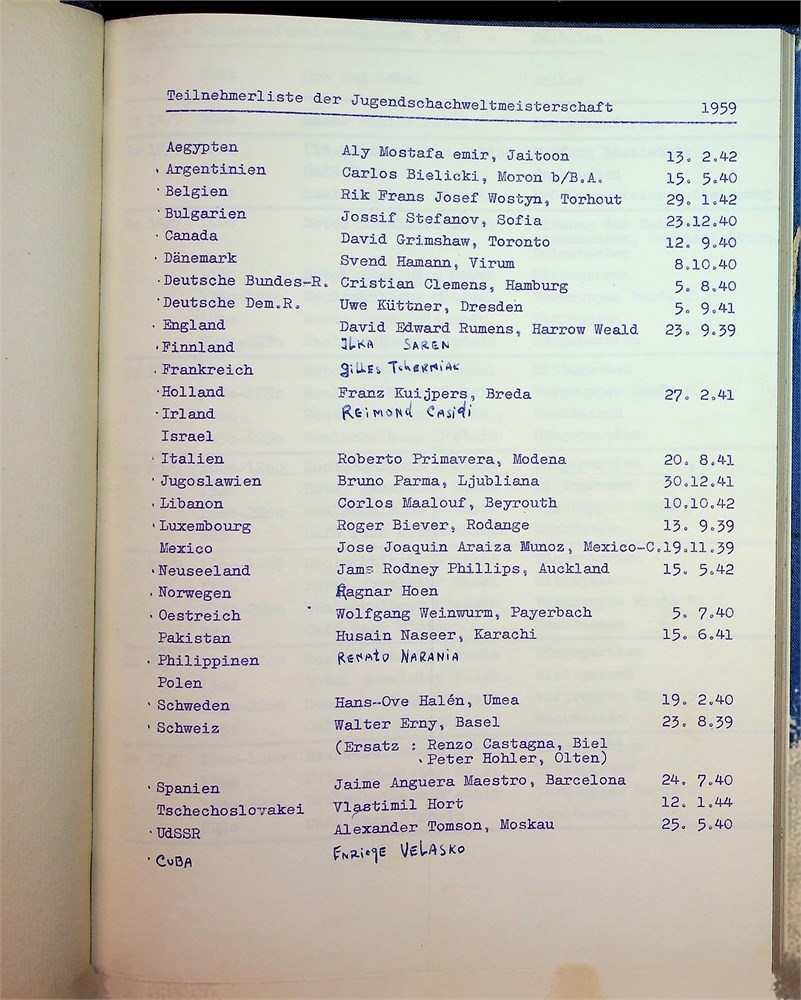 Teilnehmerliste der Jugendschachweltmeisterschaft 1959
Aegypten Aly Mostafa emir, Jaitoon 13. 2.42
. Argentinien Carlos Bielicki, Moron b/B.A. 15. 5.40
. Belgien Rik Frans Josef Wostyn, Torhout 29. 1.42
. Bulgarien Jossif Stefanov, Sofia 23.12.40
. Canada David Grimshaw, Toronto 12. 9.40
. Dänemark Svend Hamann, Virum 8.10.40
. Deutsche Bundes-R. Cristian Clemens, Hamburg 5. 8.40
. Deutsche Dem.R. Uwe Küttner, Dresden 5. 9.41
. England David Edward Rumens, Harrow Weald 23. 9.39
. Finnland ILKA SAREN
. Frankreich gillEs TchERNiAK
. Holland Franz Kuijpers, Breda 27. 2.41
. Irland REiMOND CASidi
Israel
. Italien Roberto Primavera, Modena 20. 8.41
. Jugoslawien Bruno Parma, Ljubliana 30.12.41
. Libanon Corlos Maalouf, Beyrouth 10.10.42
. Luxembourg Roger Biever, Rodange 13. 9.39
Mexico Jose Joaquin Araiza Munoz, Mexico-C.19.11.39
. Neuseeland Jams Rodney Phillips, Auckland 15. 5.42
. Norwegen Ragnar Hoen
. Oestreich Wolfgang Weinwurm, Payerbach 5. 7.40
Pakistan Husain Naseer, Karachi 15. 6.41
. Philippinen RENATO NARANiA
Polen
. Schweden Hans-Ove Halén, Umea 19. 2.40
. Schweiz Walter Erny, Basel 23. 8.39
(Ersatz : Renzo Castagna, Biel
. Peter Hohler, Olten)
. Spanien Jaime Anguera Maestro, Barcelona 24. 7.40
Tschechoslovakei Vlastimil Hort 12. 1.44
. UdSSR Alexander Tomson, Moskau 25. 5.40
. CUBA ENRiqE VELASKO